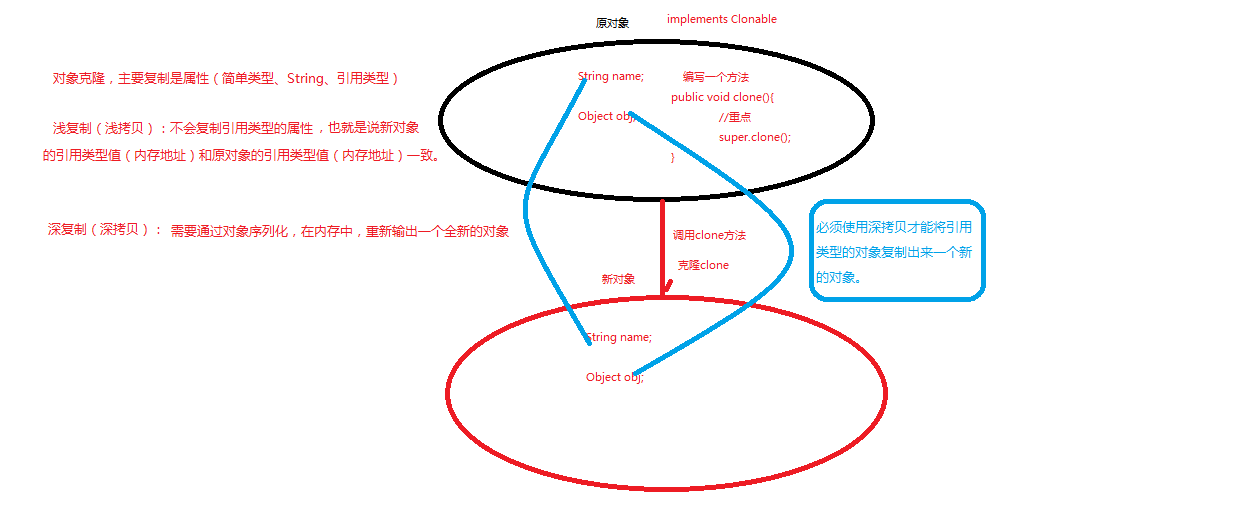 原对象
implements Clonable
对象克隆，主要复制是属性（简单类型、String、引用类型）
浅复制（浅拷贝）：不会复制引用类型的属性，也就是说新对象
的引用类型值（内存地址）和原对象的引用类型值（内存地址）一致。
深复制（深拷贝）： 需要通过对象序列化，在内存中，重新输出一个全新的对象
String name;
Object obj;
编写一个方法
public void clone(){
//重点
super.clone();
}
调用clone方法
克隆clone
新对象
String name;
Object obj;
必须使用深拷贝才能将引用
类型的对象复制出来一个新
的对象。